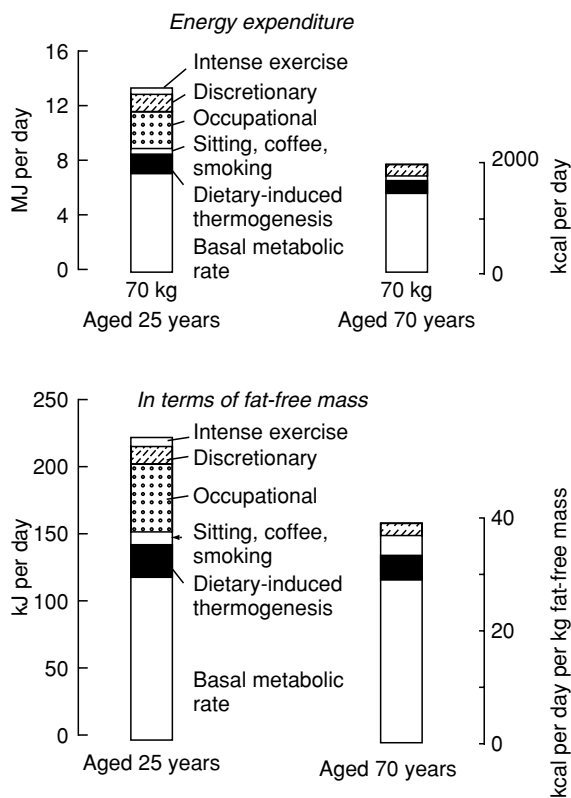 Energy expenditure
16
12
8
4
0
MJ per day
Intense exercise
Discretionary
Occupational
Sitting, coffee,
smoking
Dietary-induced
thermogenesis
Basal metabolic
rate
2000
0
kcal per day
70 kg
Aged 25 years
70 kg
Aged 70 years
In terms of fat-free mass
250
200
150
100
50
0
kJ per day
Intense exercise
Discretionary
Occupational
Sitting, coffee,
smoking
Dietary-induced
thermogenesis
Basal metabolic
rate
40
20
0
kcal per day per kg fat-free mass
Aged 25 years
Aged 70 years